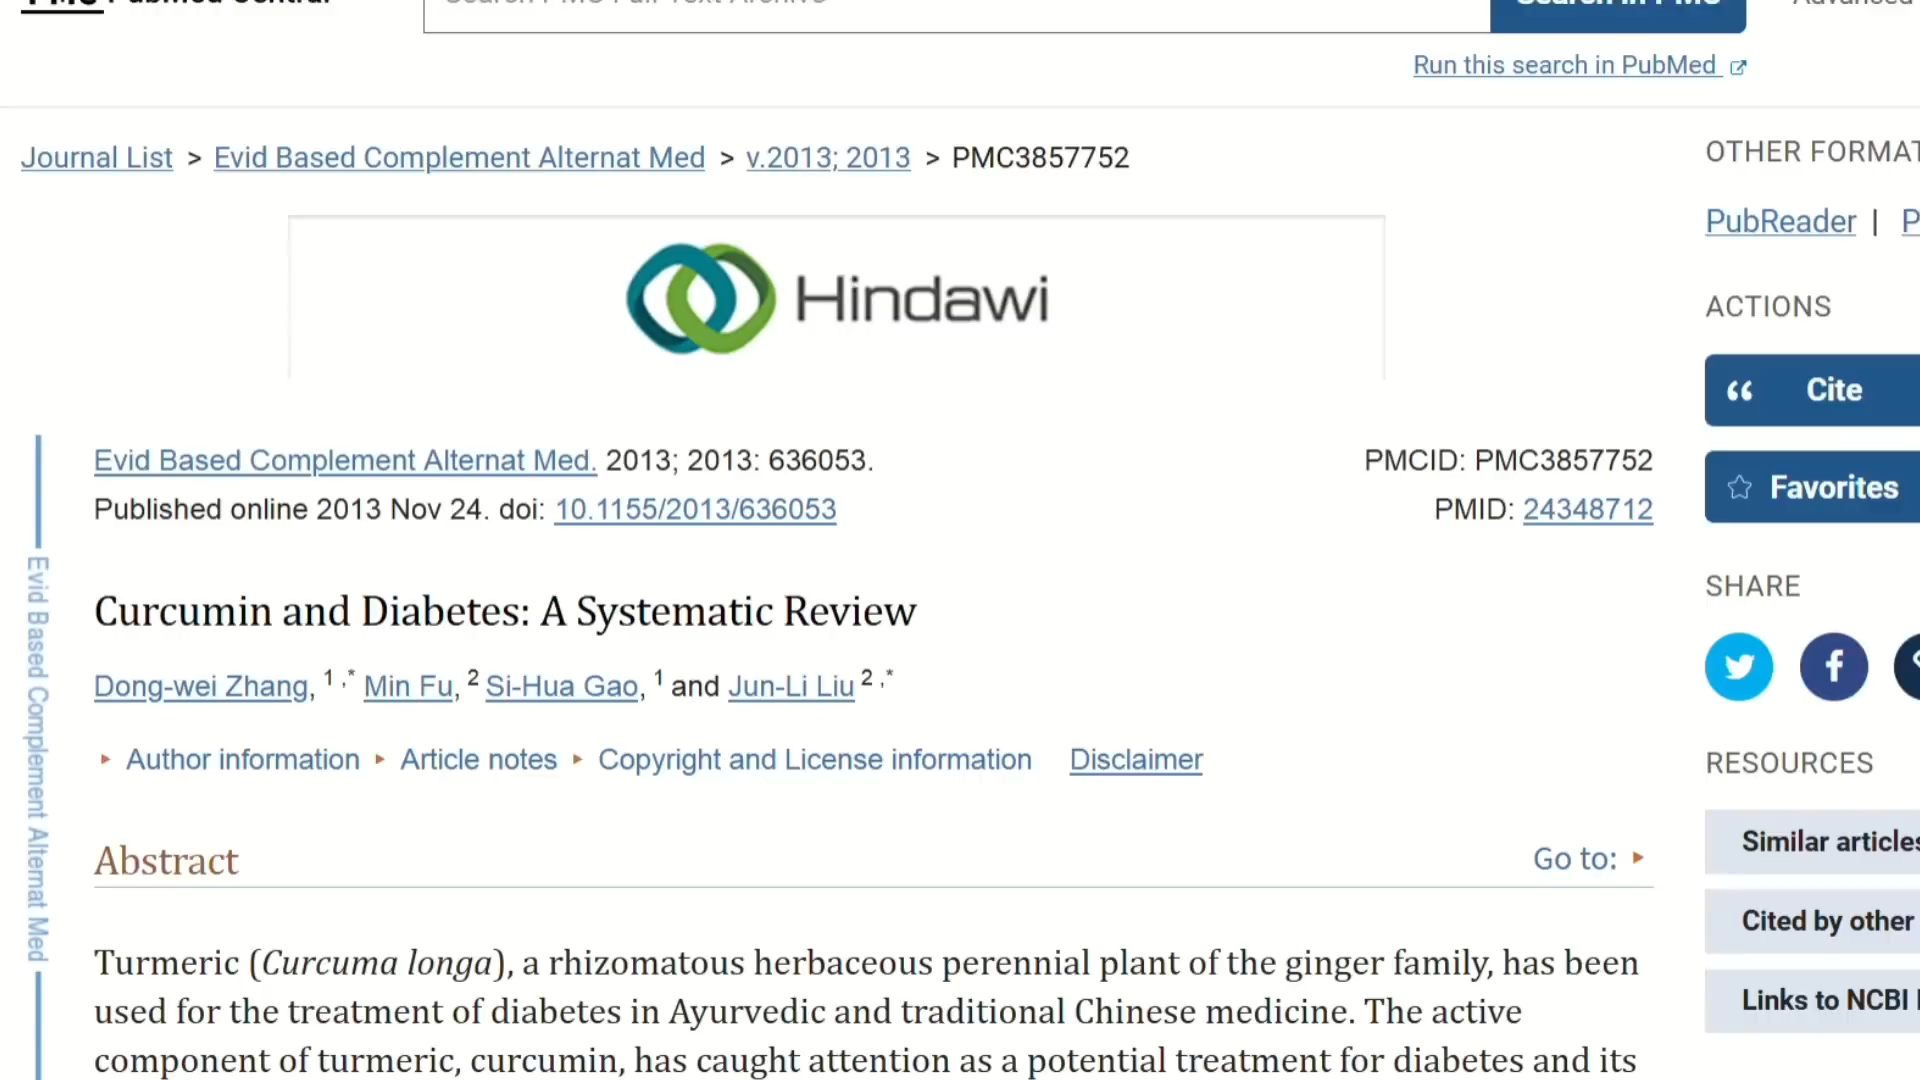 Run this search in PubMed
Journal List > Evid Based Complement Alternat Med > v.2013; 2013 > PMC3857752
Hindawi
Evid Based Complement Alternat Med. 2013; 2013: 636053.
PMCID: PMC3857752
Published online 2013 Nov 24. doi: 10.1155/2013/636053
PMID: 24348712
Curcumin and Diabetes: A Systematic Review
Dong-wei Zhang, 1,* Min Fu, 2 Si-Hua Gao, 1 and Jun-Li Liu 2,*
Author information Article notes Copyright and License information Disclaimer
Abstract
Go to:
Turmeric (Curcuma longa), a rhizomatous herbaceous perennial plant of the ginger family, has been
used for the treatment of diabetes in Ayurvedic and traditional Chinese medicine. The active
component of turmeric, curcumin, has caught attention as a potential treatment for diabetes and its
Evid Based Complement Alternat Med
OTHER FORMAT
PubReader | P
ACTIONS
Cite
Favorites
SHARE
RESOURCES
Similar articles
Cited by other
Links to NCBI